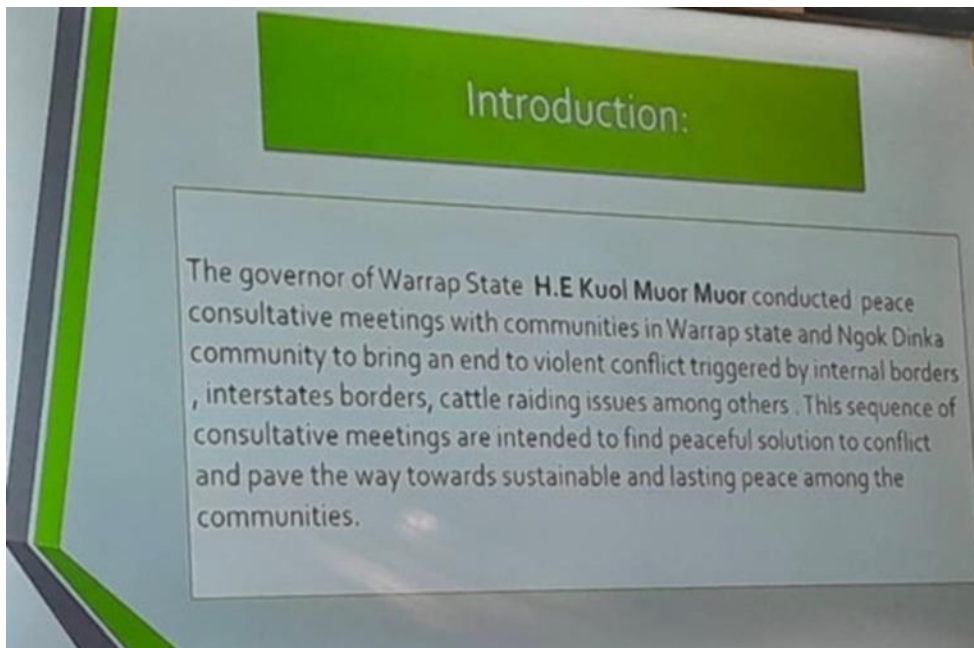 Introduction:
The governor of Warrap State H.E Kuol Muor Muor conducted peace
consultative meetings with communities in Warrap state and Ngok Dinka
community to bring an end to violent conflict triggered by internal borders
, interstates borders, cattle raiding issues among others . This sequence of
consultative meetings are intended to find peaceful solution to conflict
and pave the way towards sustainable and lasting peace among the
communities.